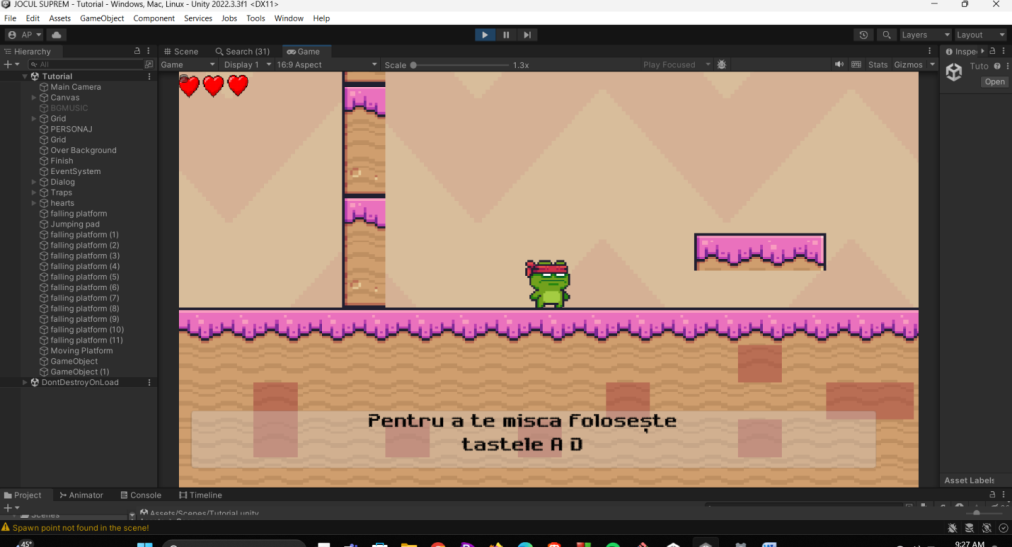 JOCUL SUPREM - Tutorial - Windows, Mac, Linux - Unity 2022.3.3f1 <DX11>
File Edit Assets GameObject Component Services Jobs Tools Window Help
AP Layers Layout
Hierarchy Scene Search (31) Game Inspe
All Game Display 1 16:9 Aspect Scale 1.3x Play Focused Stats Gizmos Tuto
Tutorial
Open
Main Camera
Canvas
BGMUSIC
Grid
PERSONAJ
Grid
Over Background
Finish
EventSystem
Dialog
Traps
hearts
falling platform
Jumping pad
falling platform (1)
falling platform (2)
falling platform (3)
falling platform (4)
falling platform (5)
falling platform (6)
falling platform (7)
falling platform (8)
falling platform (9)
falling platform (10)
falling platform (11)
Moving Platform
GameObject
GameObject (1)
DontDestroyOnLoad
Pentru a te misca folosește
tastele A D
Asset Labels
Project Animator Console Timeline
Scenes Assets/Scenes/Tutorial.unity
Spawn point not found in the scene!
45°
9:27 AM